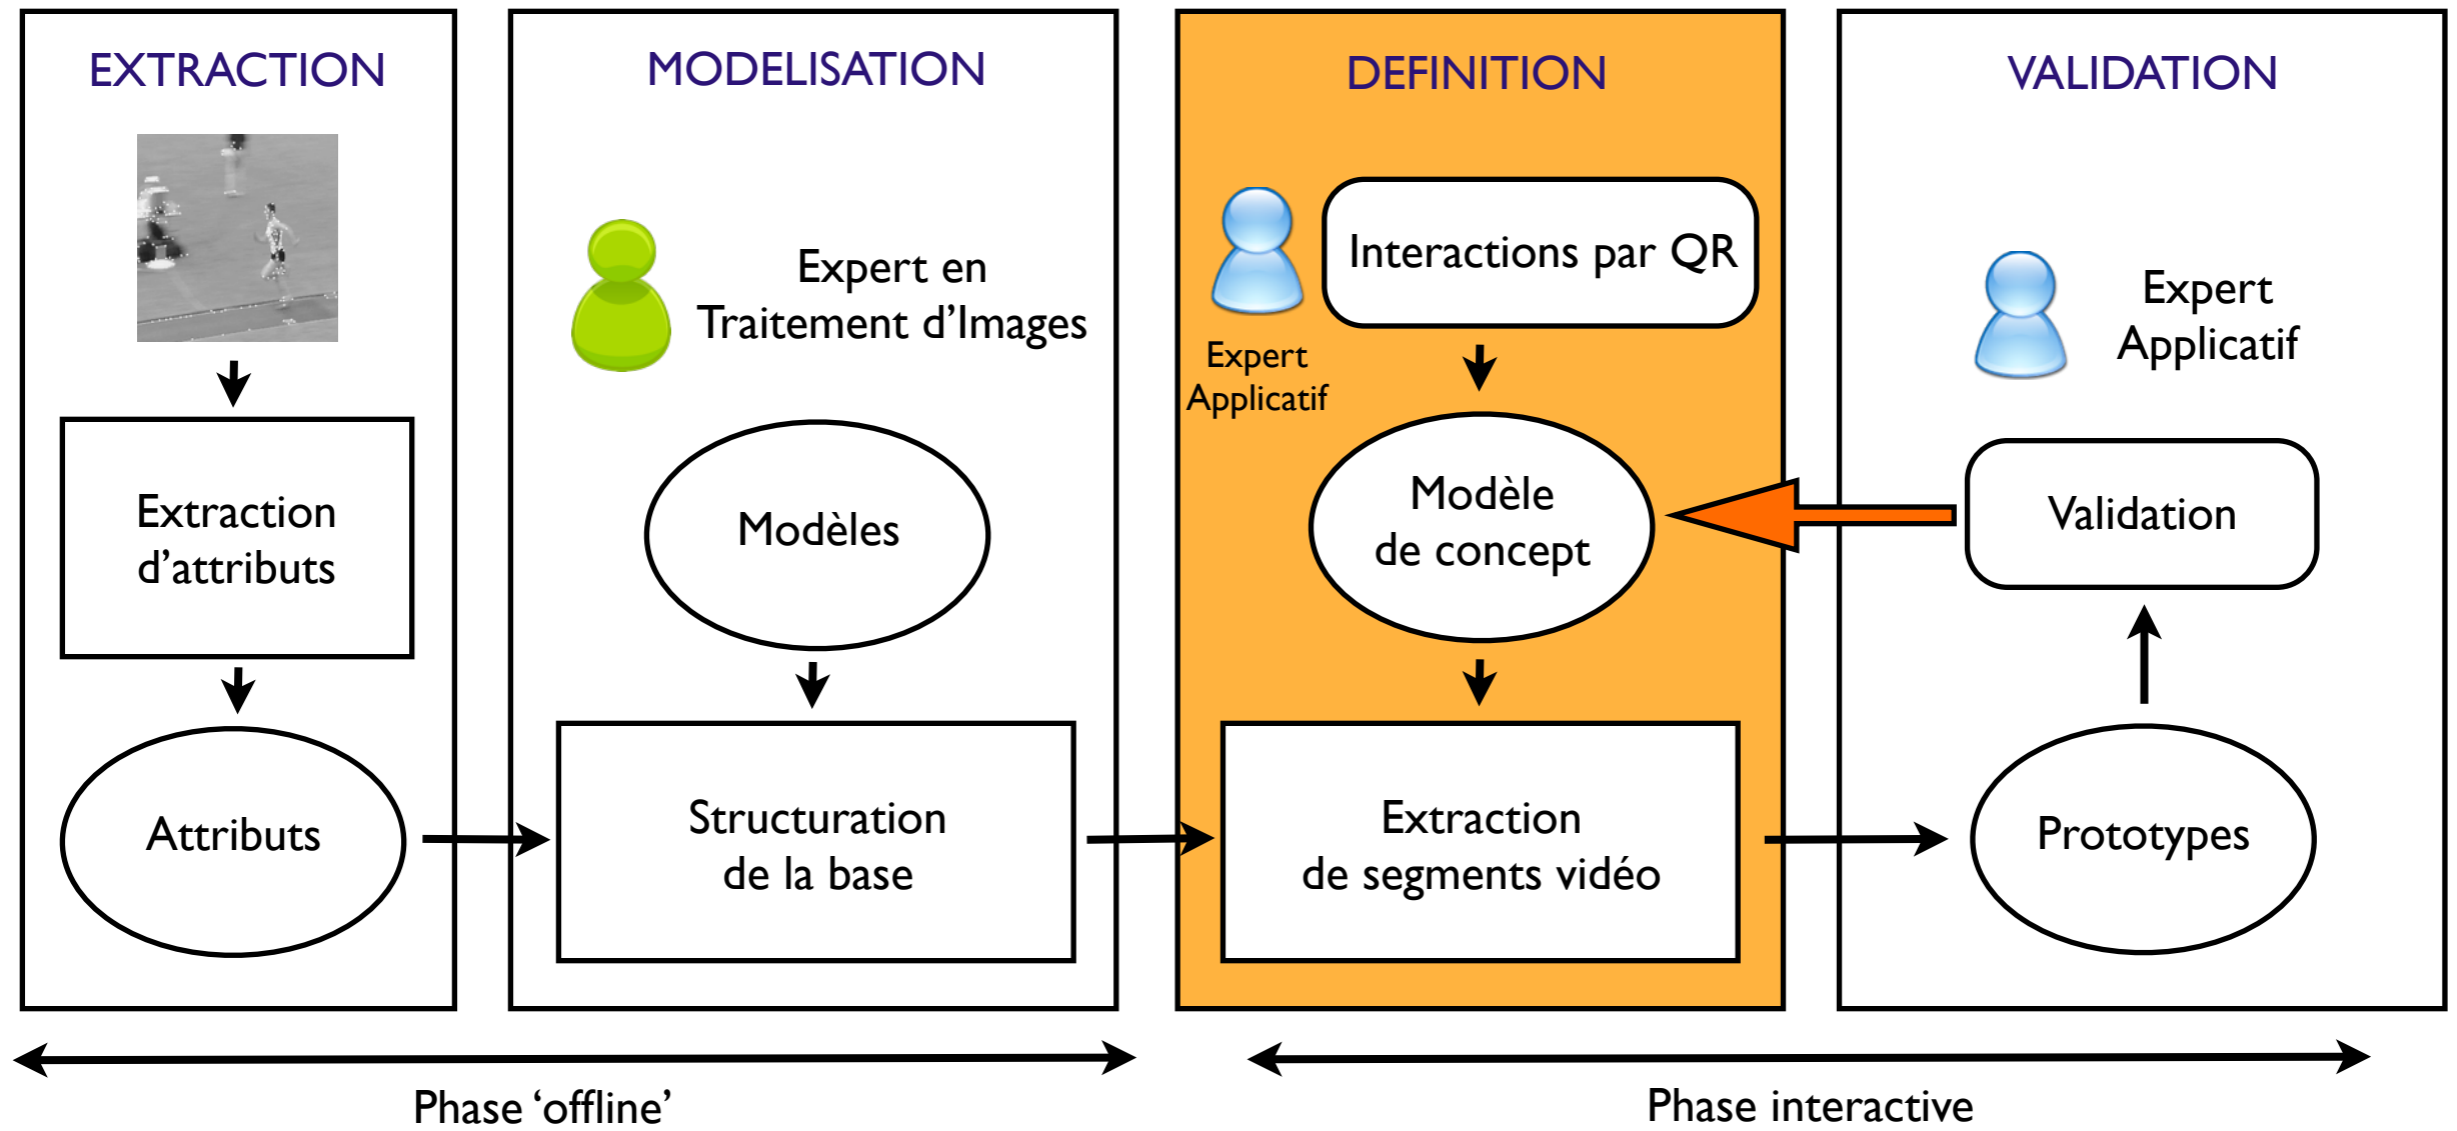 EXTRACTION
Extraction
d'attributs
Attributs
MODELISATION
Expert en
Traitement d'Images
Modèles
Structuration
de la base
DEFINITION
Interactions par QR
Expert
Applicatif
Modèle
de concept
Extraction
de segments vidéo
VALIDATION
Expert
Applicatif
Validation
Prototypes
Phase ‘offline’
Phase interactive